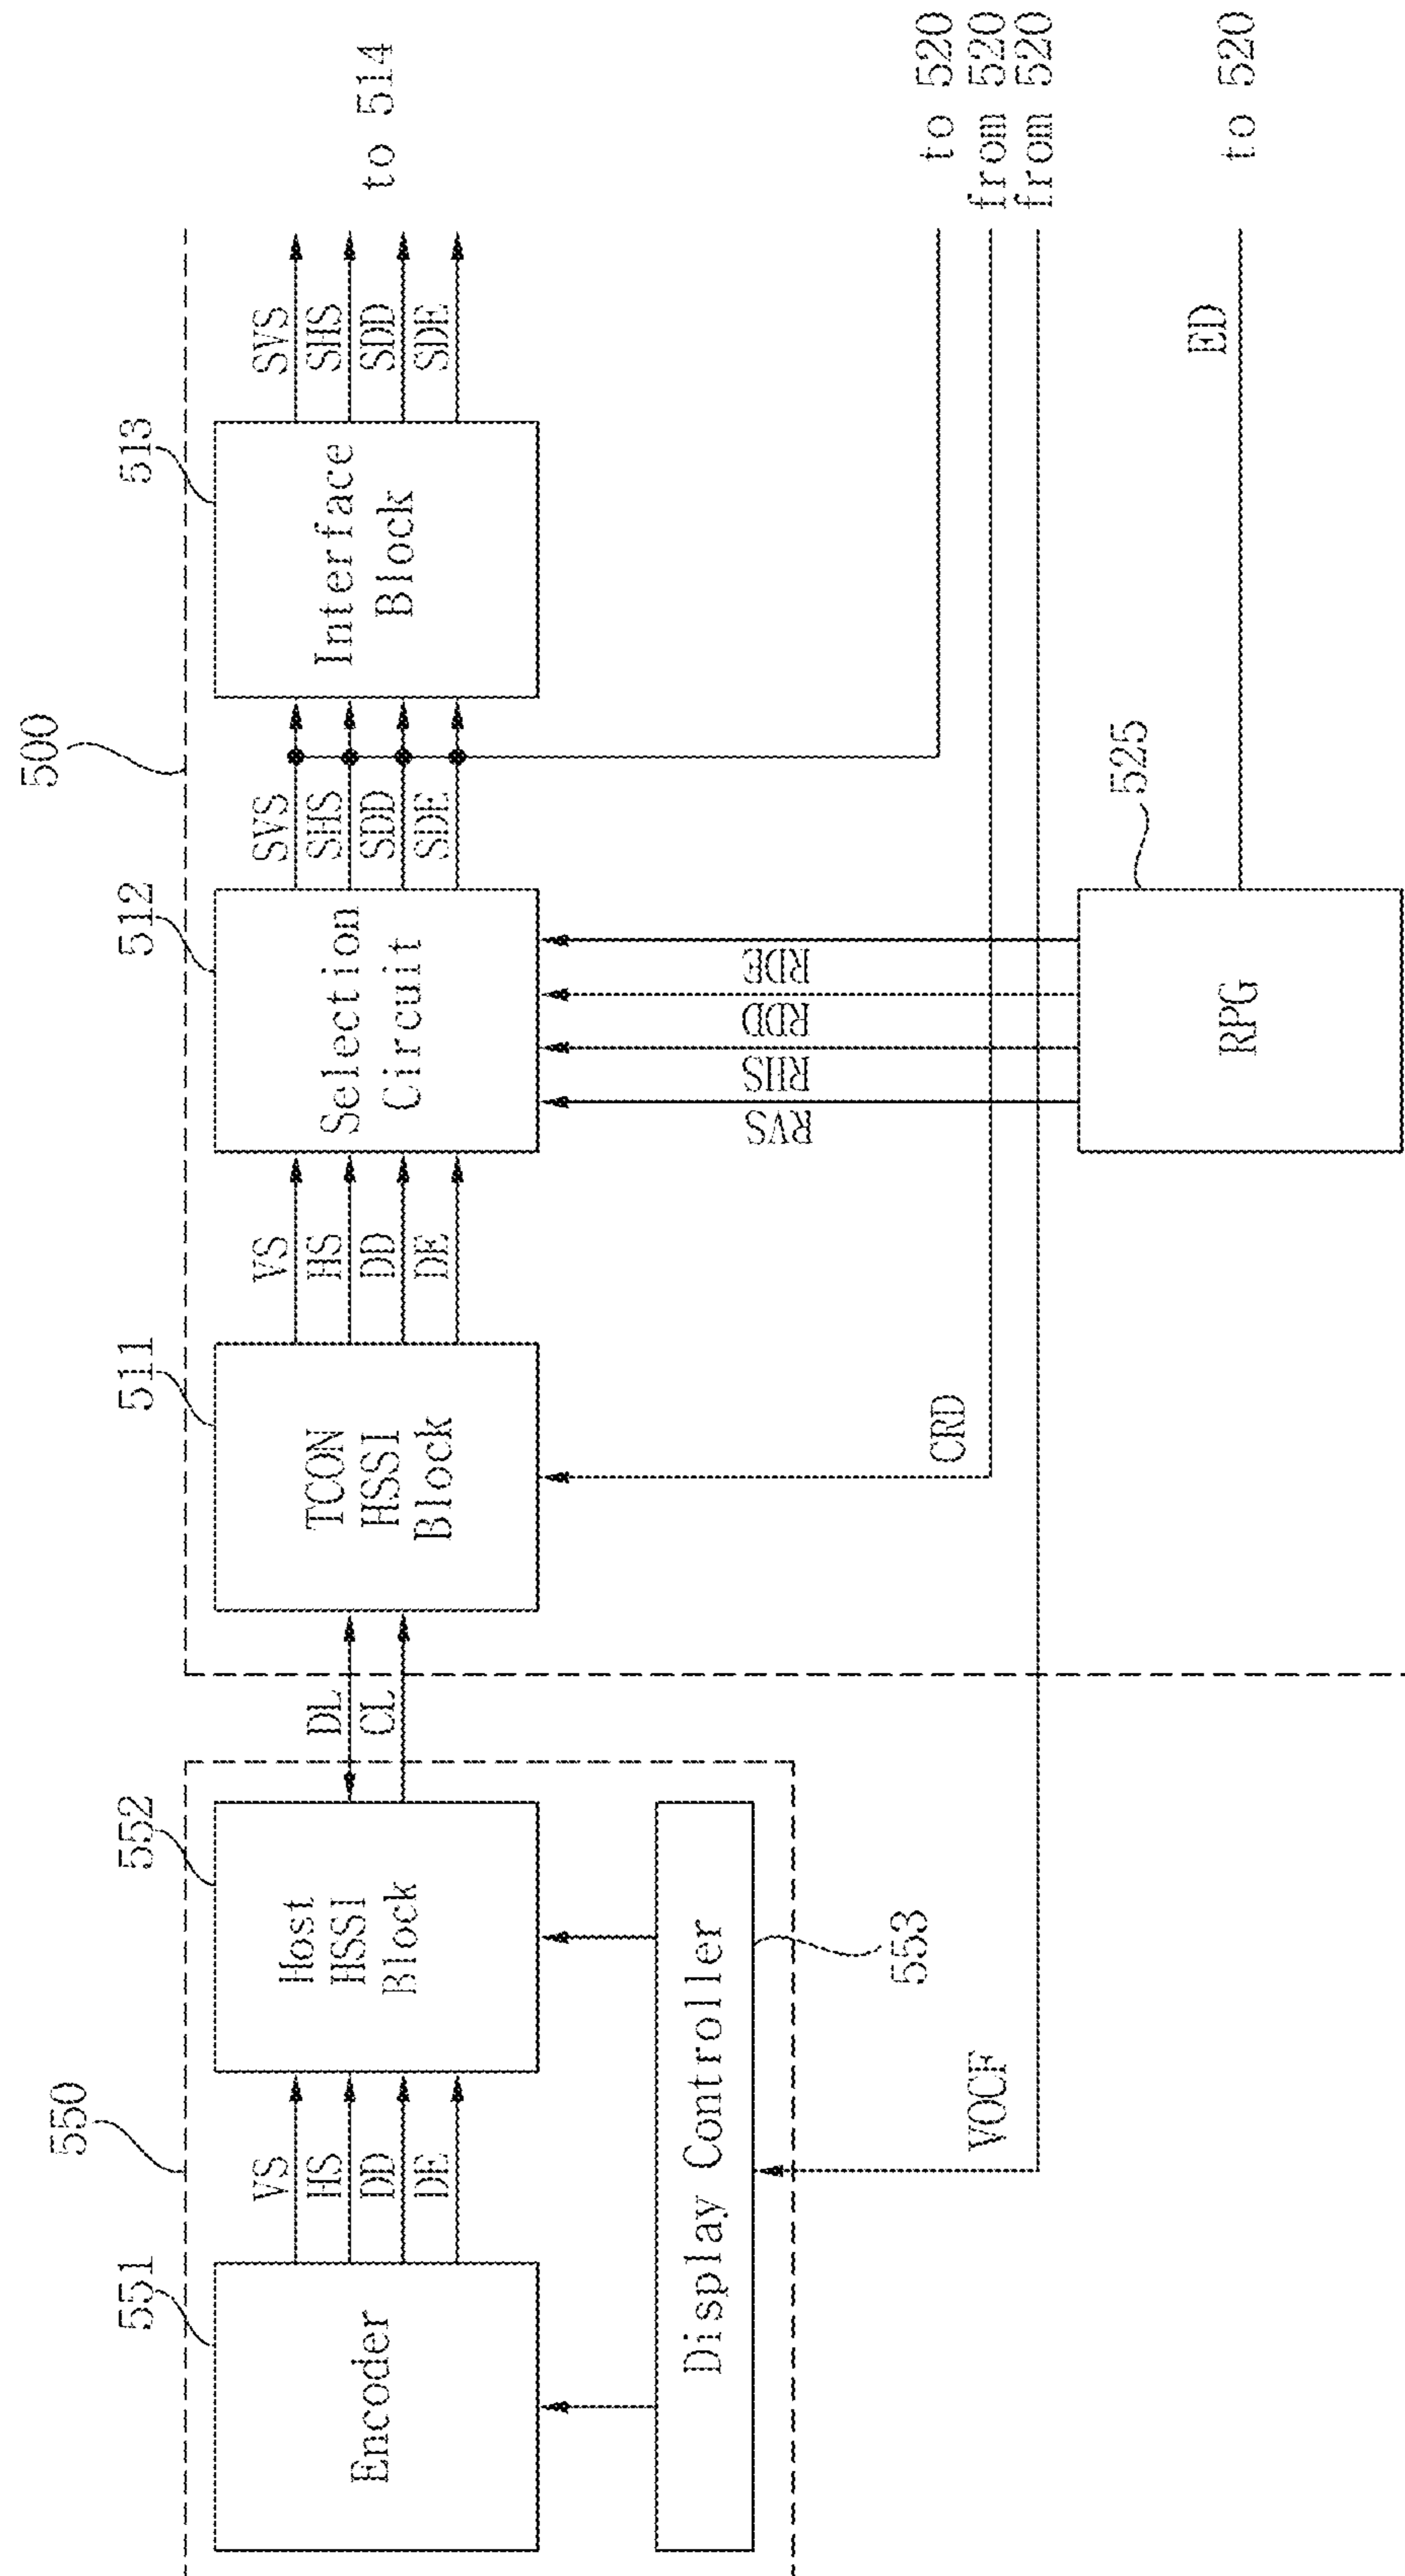 500
550
551
552
511
512
513
Encoder
VS
HS
DD
DE
Host
HSSI
Block
DL
CL
TCON
HSSI
Block
VS
HS
DD
DE
Selection
Circuit
SVS
SHS
SDD
SDE
Interface
Block
SVS
SHS
SDD
SDE
to 514
Display Controller
553
VOCF
CRD
RVS
RHS
RDD
RDE
to 520
from 520
from 520
RPG
525
ED
to 520